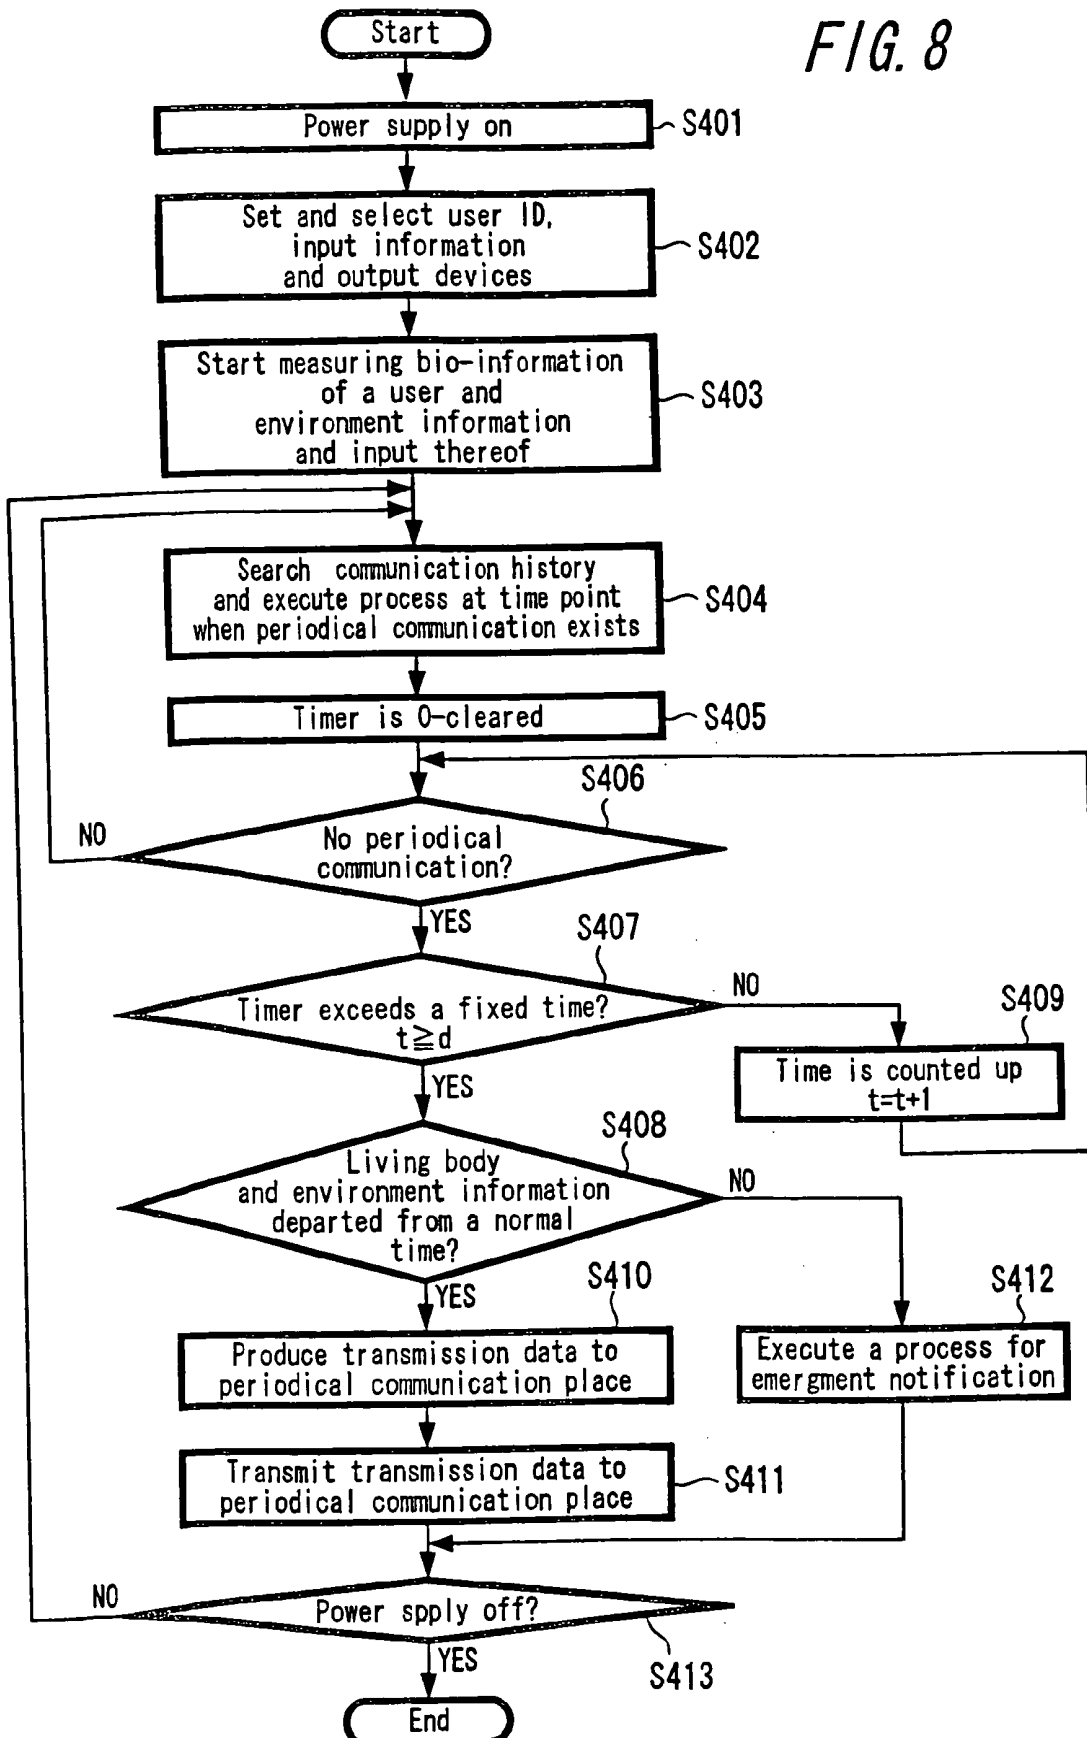 FIG. 8
Start
Power supply on
S401
Set and select user ID,
input information
and output devices
S402
Start measuring bio-information
of a user and
environment information
and input thereof
S403
Search communication history
and execute process at time point
when periodical communication exists
S404
Timer is 0-cleared
S405
S406
No periodical
communication?
NO
YES
S407
Timer exceeds a fixed time?
t≧d
NO
YES
S409
Time is counted up
t=t+1
S408
Living body
and environment information
departed from a normal
time?
NO
YES
S410
Produce transmission data to
periodical communication place
S412
Execute a process for
emergment notification
Transmit transmission data to
periodical communication place
S411
Power spply off?
NO
YES
S413
End